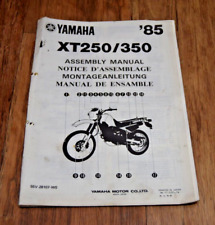 YAMAHA '85
XT250/350
ASSEMBLY MANUAL
NOTICE D'ASSEMBLAGE
MONTAGEANLEITUNG
MANUAL DE ENSAMBLE
YAMAHA MOTOR CO., LTD.